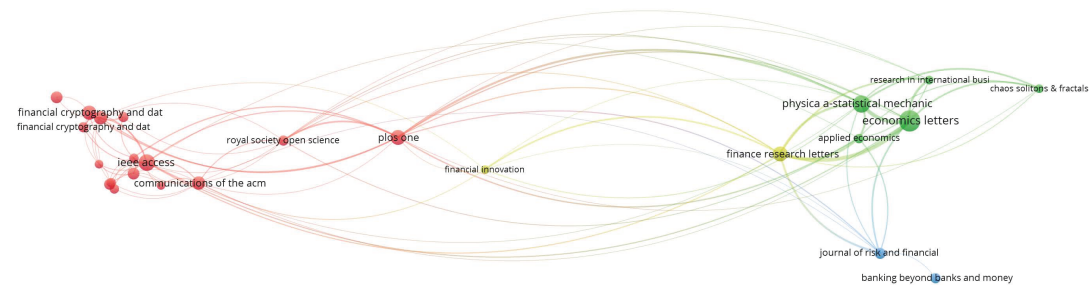 financial cryptography and dat
financial cryptography and dat
ieee access
communications of the acm
royal society open science
plos one
financial innovation
finance research letters
research in international busi
chaos solitons & fractals
physica a-statistical mechanic
economics letters
applied economics
journal of risk and financial
banking beyond banks and money